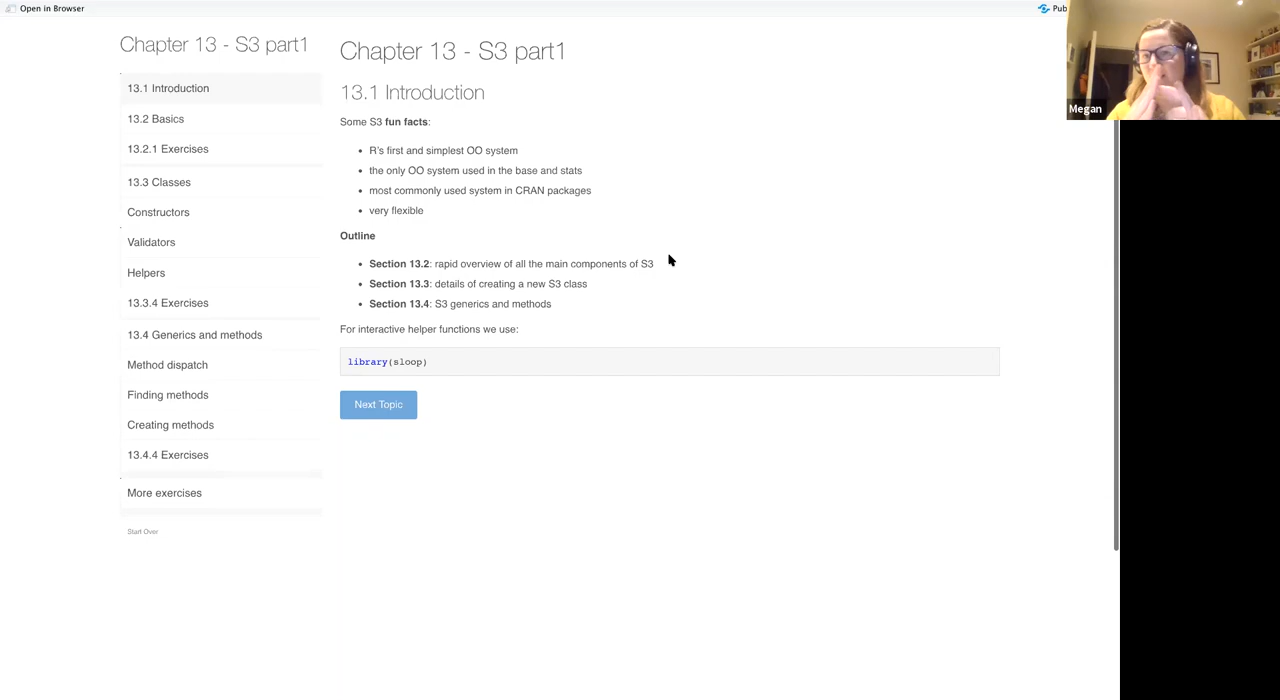 Open in Browser
Pub
Chapter 13 - S3 part1
13.1 Introduction
13.2 Basics
13.2.1 Exercises
13.3 Classes
Constructors
Validators
Helpers
13.3.4 Exercises
13.4 Generics and methods
Method dispatch
Finding methods
Creating methods
13.4.4 Exercises
More exercises
Start Over
Chapter 13 - S3 part1
13.1 Introduction
Some S3 fun facts:
• R's first and simplest OO system
• the only OO system used in the base and stats
• most commonly used system in CRAN packages
• very flexible
Outline
• Section 13.2: rapid overview of all the main components of S3
• Section 13.3: details of creating a new S3 class
• Section 13.4: S3 generics and methods
For interactive helper functions we use:
library(sloop)
Next Topic
Megan